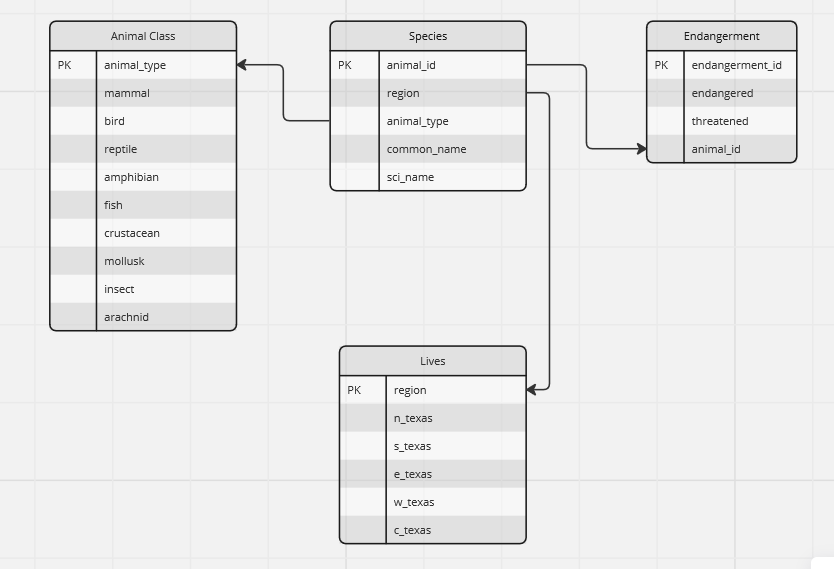 Animal Class
PK animal_type
mammal
bird
reptile
amphibian
fish
crustacean
mollusk
insect
arachnid
Species
PK animal_id
region
animal_type
common_name
sci_name
Endangerment
PK endangerment_id
endangered
threatened
animal_id
Lives
PK region
n_texas
s_texas
e_texas
w_texas
c_texas